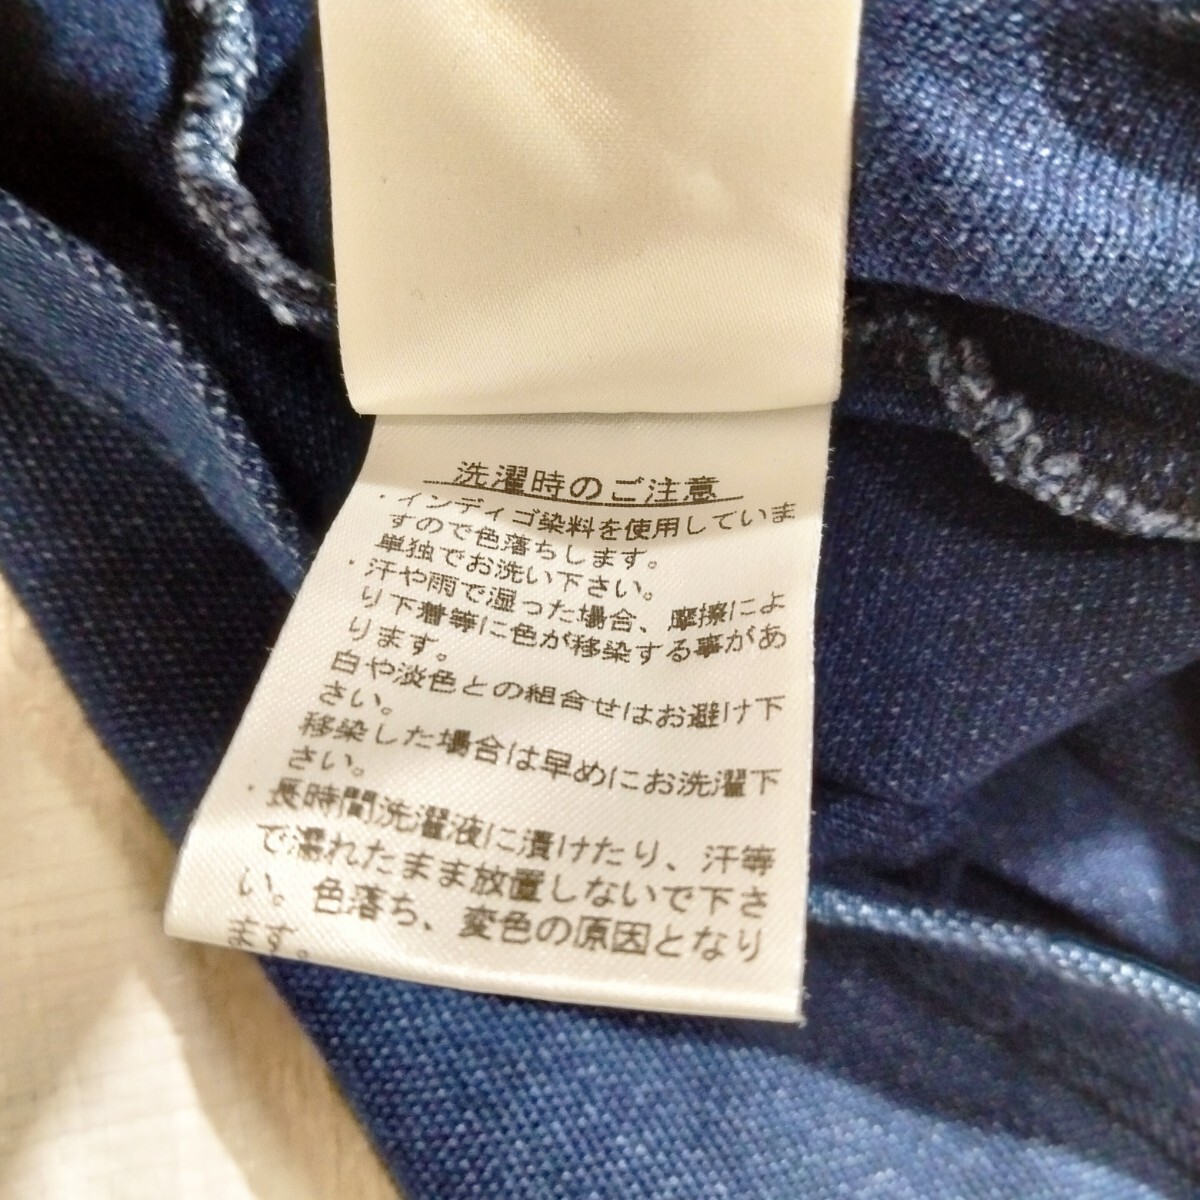 洗濯時のご注意
・インディゴ染料を使用していま
すので色落ちします。
単独でお洗い下さい。
・汗や雨で湿った場合、摩擦によ
り下着等に色が移染する事があ
ります。
白や淡色との組合せはお避け下
さい。
移染した場合は早めにお洗濯下
さい。
・長時間洗濯液に漬けたり、汗等
で濡れたまま放置しないで下さ
い。色落ち、変色の原因となり
ます。